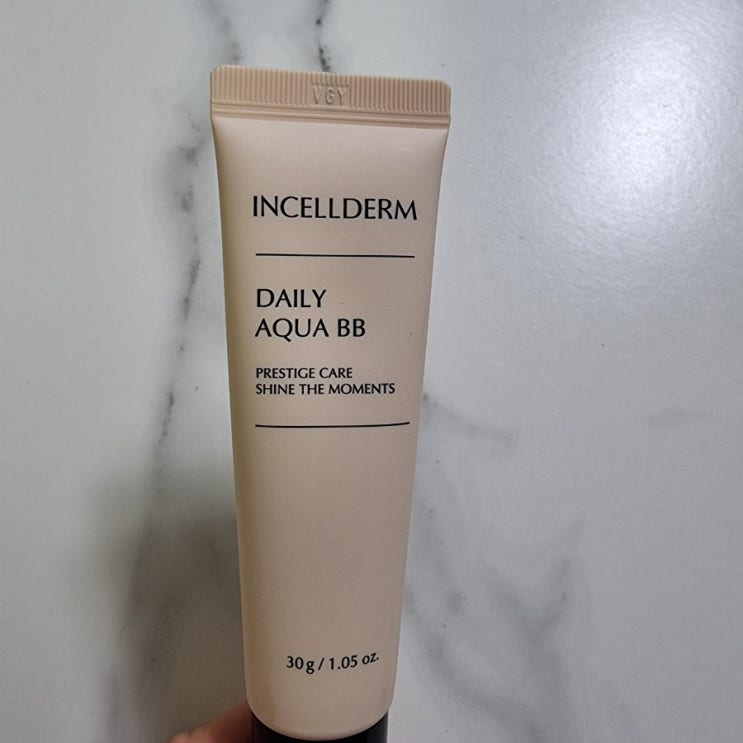 VGY
INCELLDERM
DAILY
AQUA BB
PRESTIGE CARE
SHINE THE MOMENTS
30g / 1.05 oz.